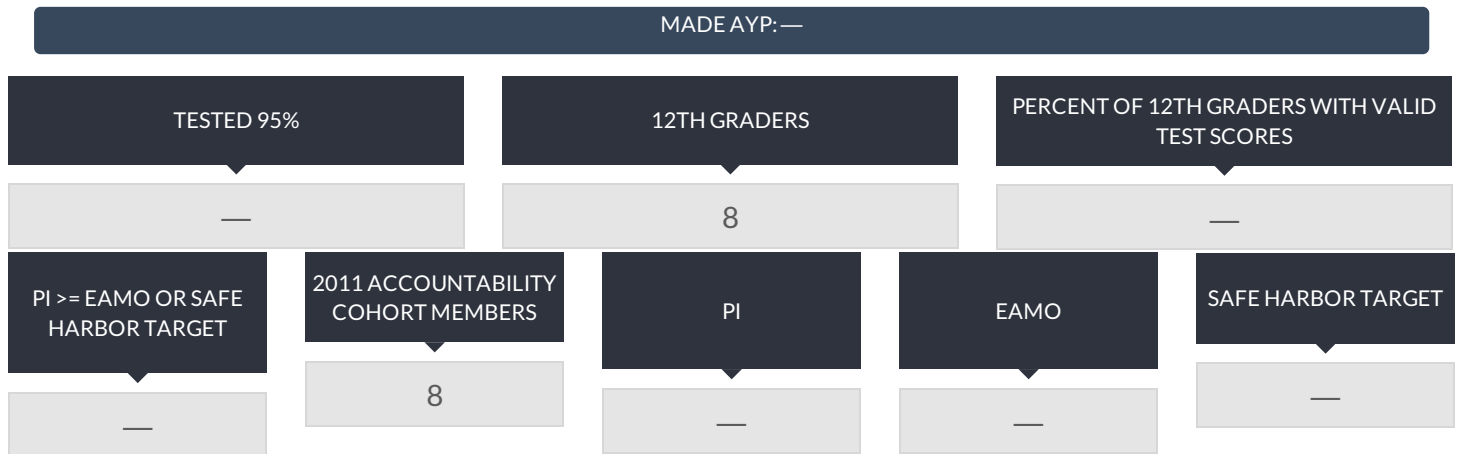 MADE AYP: —
TESTED 95%
12TH GRADERS
PERCENT OF 12TH GRADERS WITH VALID
TEST SCORES
—
8
—
PI >= EAMO OR SAFE
HARBOR TARGET
2011 ACCOUNTABILITY
COHORT MEMBERS
PI
EAMO
SAFE HARBOR TARGET
—
8
—
—
—